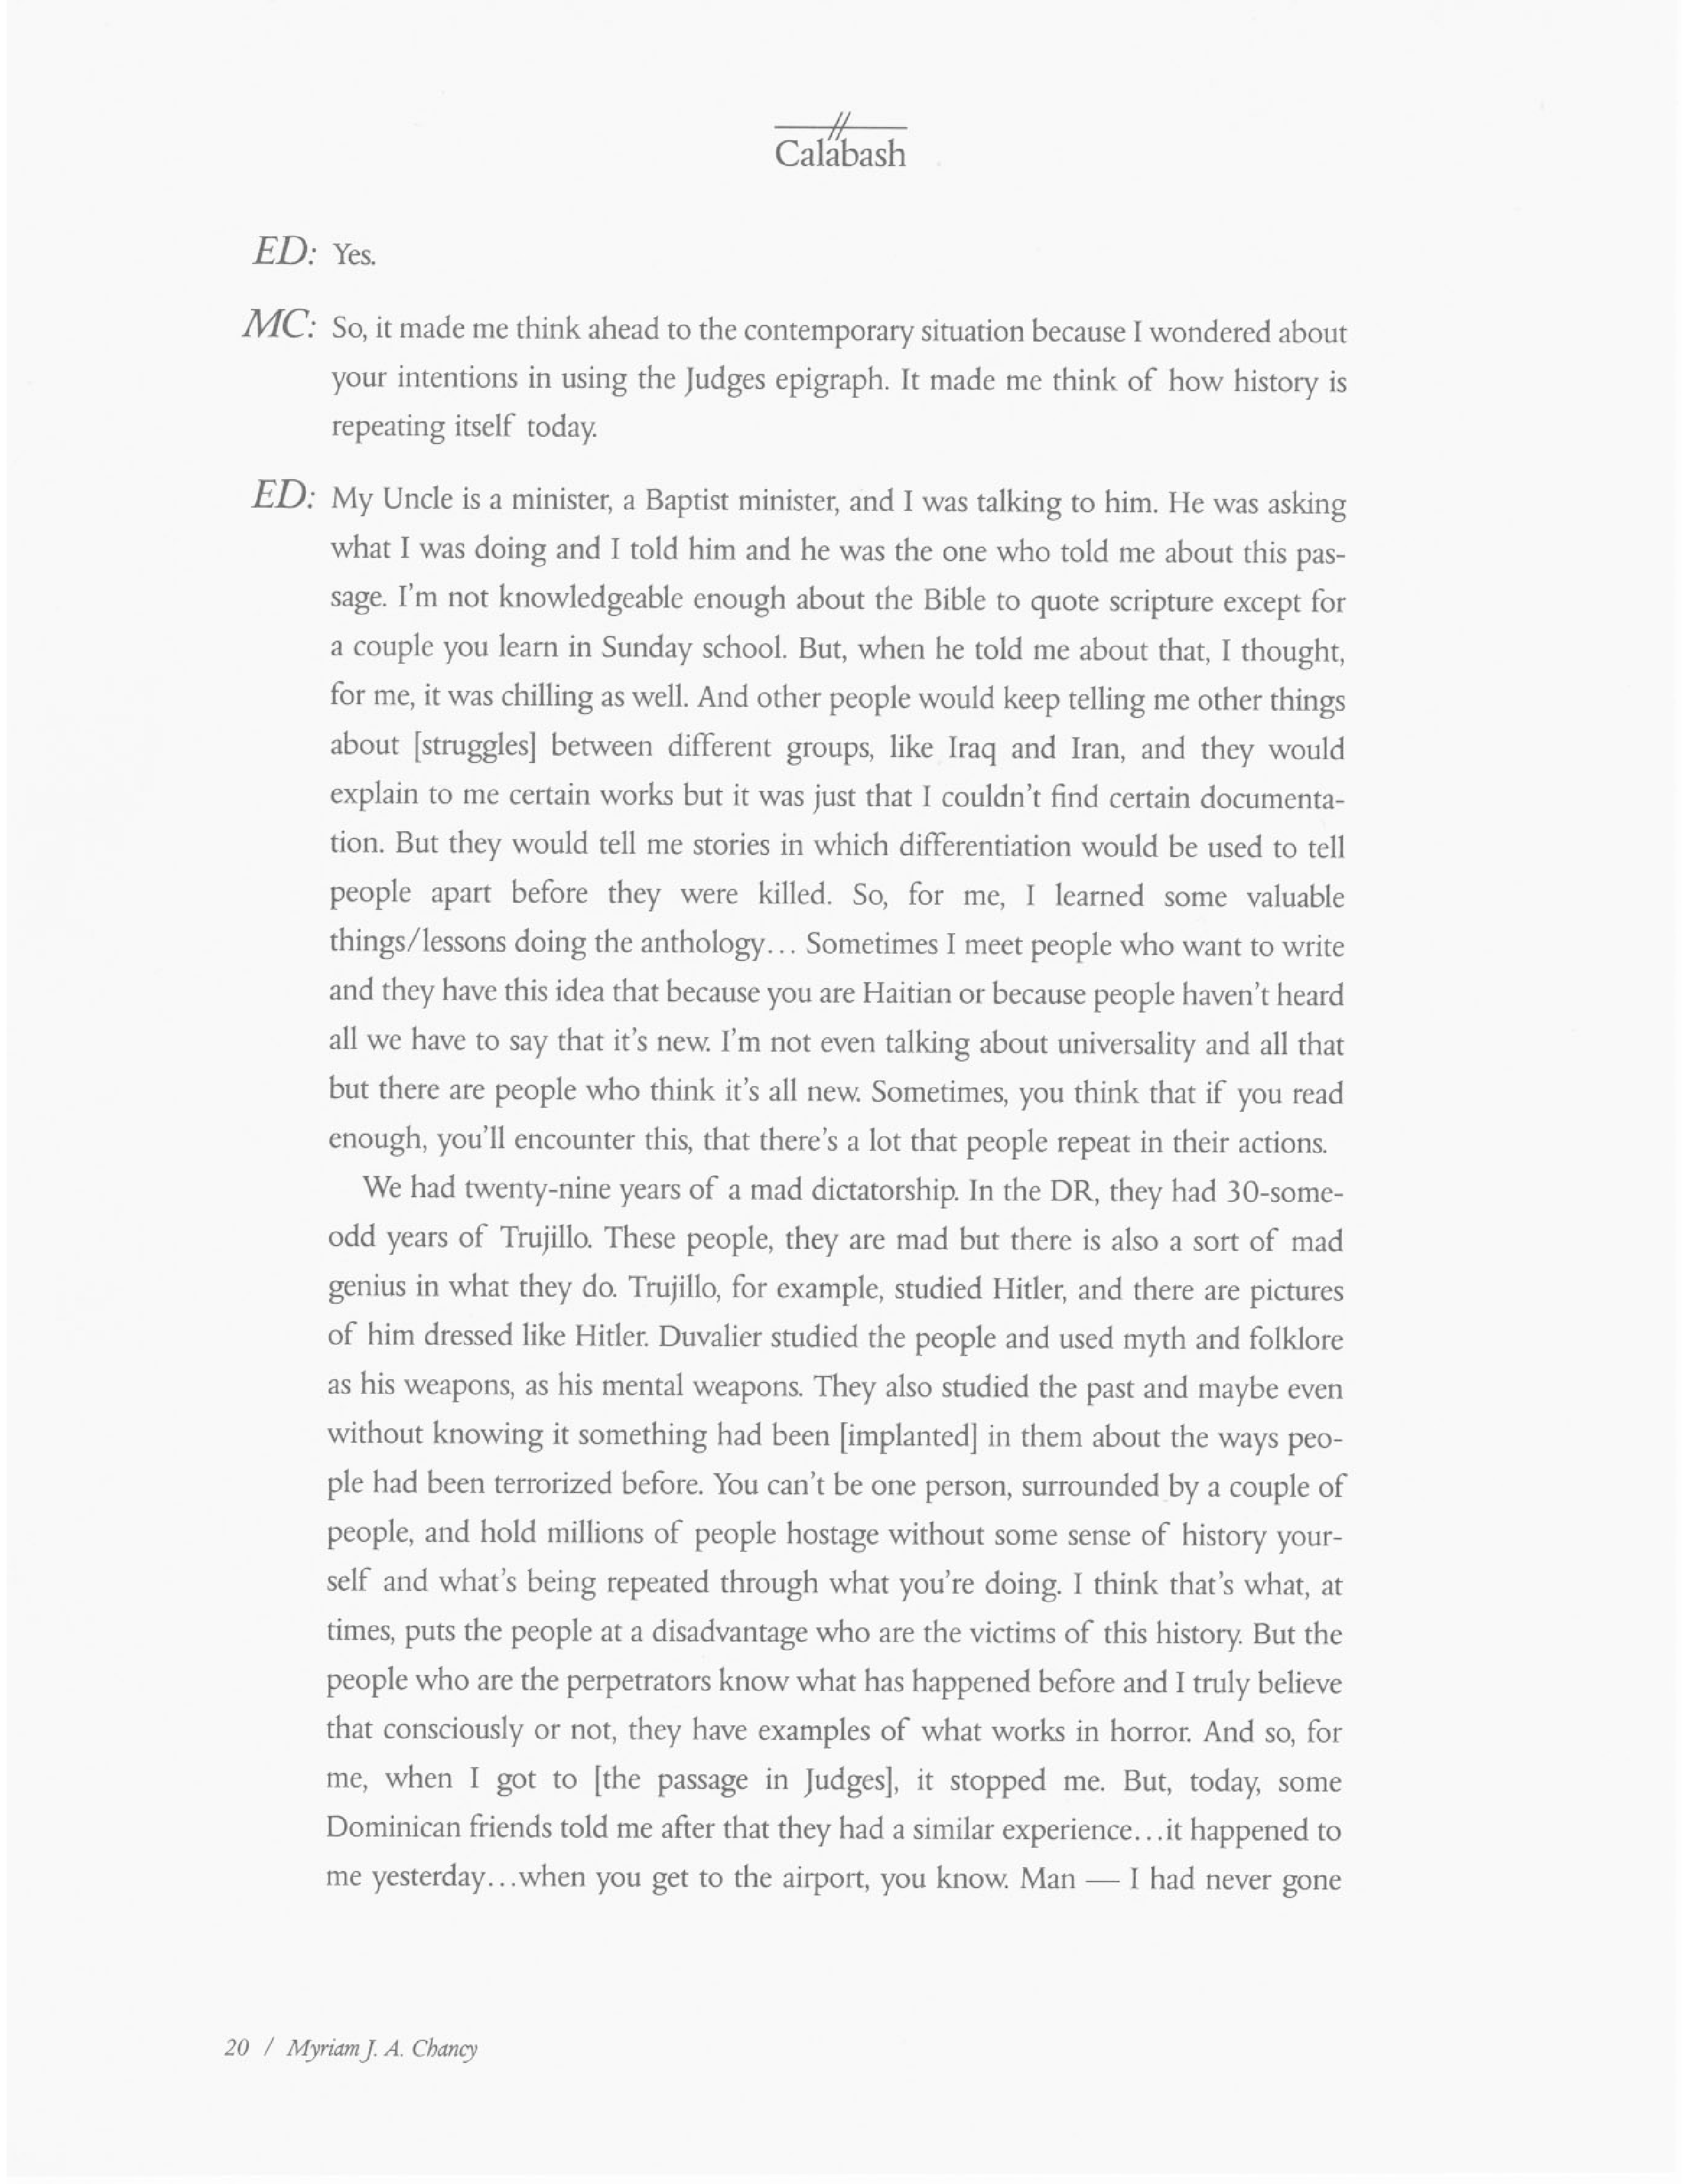 Calabash
ED: Yes.
MC: So, it made me think ahead to the contemporary situation because I wondered about
your intentions in using the Judges epigraph. It made me think of how history is
repeating itself today.
ED: My Uncle is a minister, a Baptist minister, and I was talking to him. He was asking
what I was doing and I told him and he was the one who told me about this pas-
sage. I'm not knowledgeable enough about the Bible to quote scripture except for
a couple you learn in Sunday school. But, when he told me about that, I thought,
for me, it was chilling as well. And other people would keep telling me other things
about [struggles] between different groups, like Iraq and Iran, and they would
explain to me certain works but it was just that I couldn't find certain documenta-
tion. But they would tell me stories in which differentiation would be used to tell
people apart before they were killed. So, for me, I learned some valuable
things/lessons doing the anthology... Sometimes I meet people who want to write
and they have this idea that because you are Haitian or because people haven't heard
all we have to say that it's new. I'm not even talking about universality and all that
but there are people who think it's all new. Sometimes, you think that if you read
enough, you'll encounter this, that there's a lot that people repeat in their actions.
We had twenty-nine years of a mad dictatorship. In the DR, they had 30-some-
odd years of Trujillo. These people, they are mad but there is also a sort of mad
genius in what they do. Trujillo, for example, studied Hitler, and there are pictures
of him dressed like Hitler. Duvalier studied the people and used myth and folklore
as his weapons, as his mental weapons. They also studied the past and maybe even
without knowing it something had been [implanted] in them about the ways peo-
ple had been terrorized before. You can't be one person, surrounded by a couple of
people, and hold millions of people hostage without some sense of history your-
self and what's being repeated through what you're doing. I think that's what, at
times, puts the people at a disadvantage who are the victims of this history. But the
people who are the perpetrators know what has happened before and I truly believe
that consciously or not, they have examples of what works in horror. And so, for
me, when I got to [the passage in Judges], it stopped me. But, today, some
Dominican friends told me after that they had a similar experience...it happened to
me yesterday...when you get to the airport, you know. Man — I had never gone
20 / Myriam J. A. Chancy